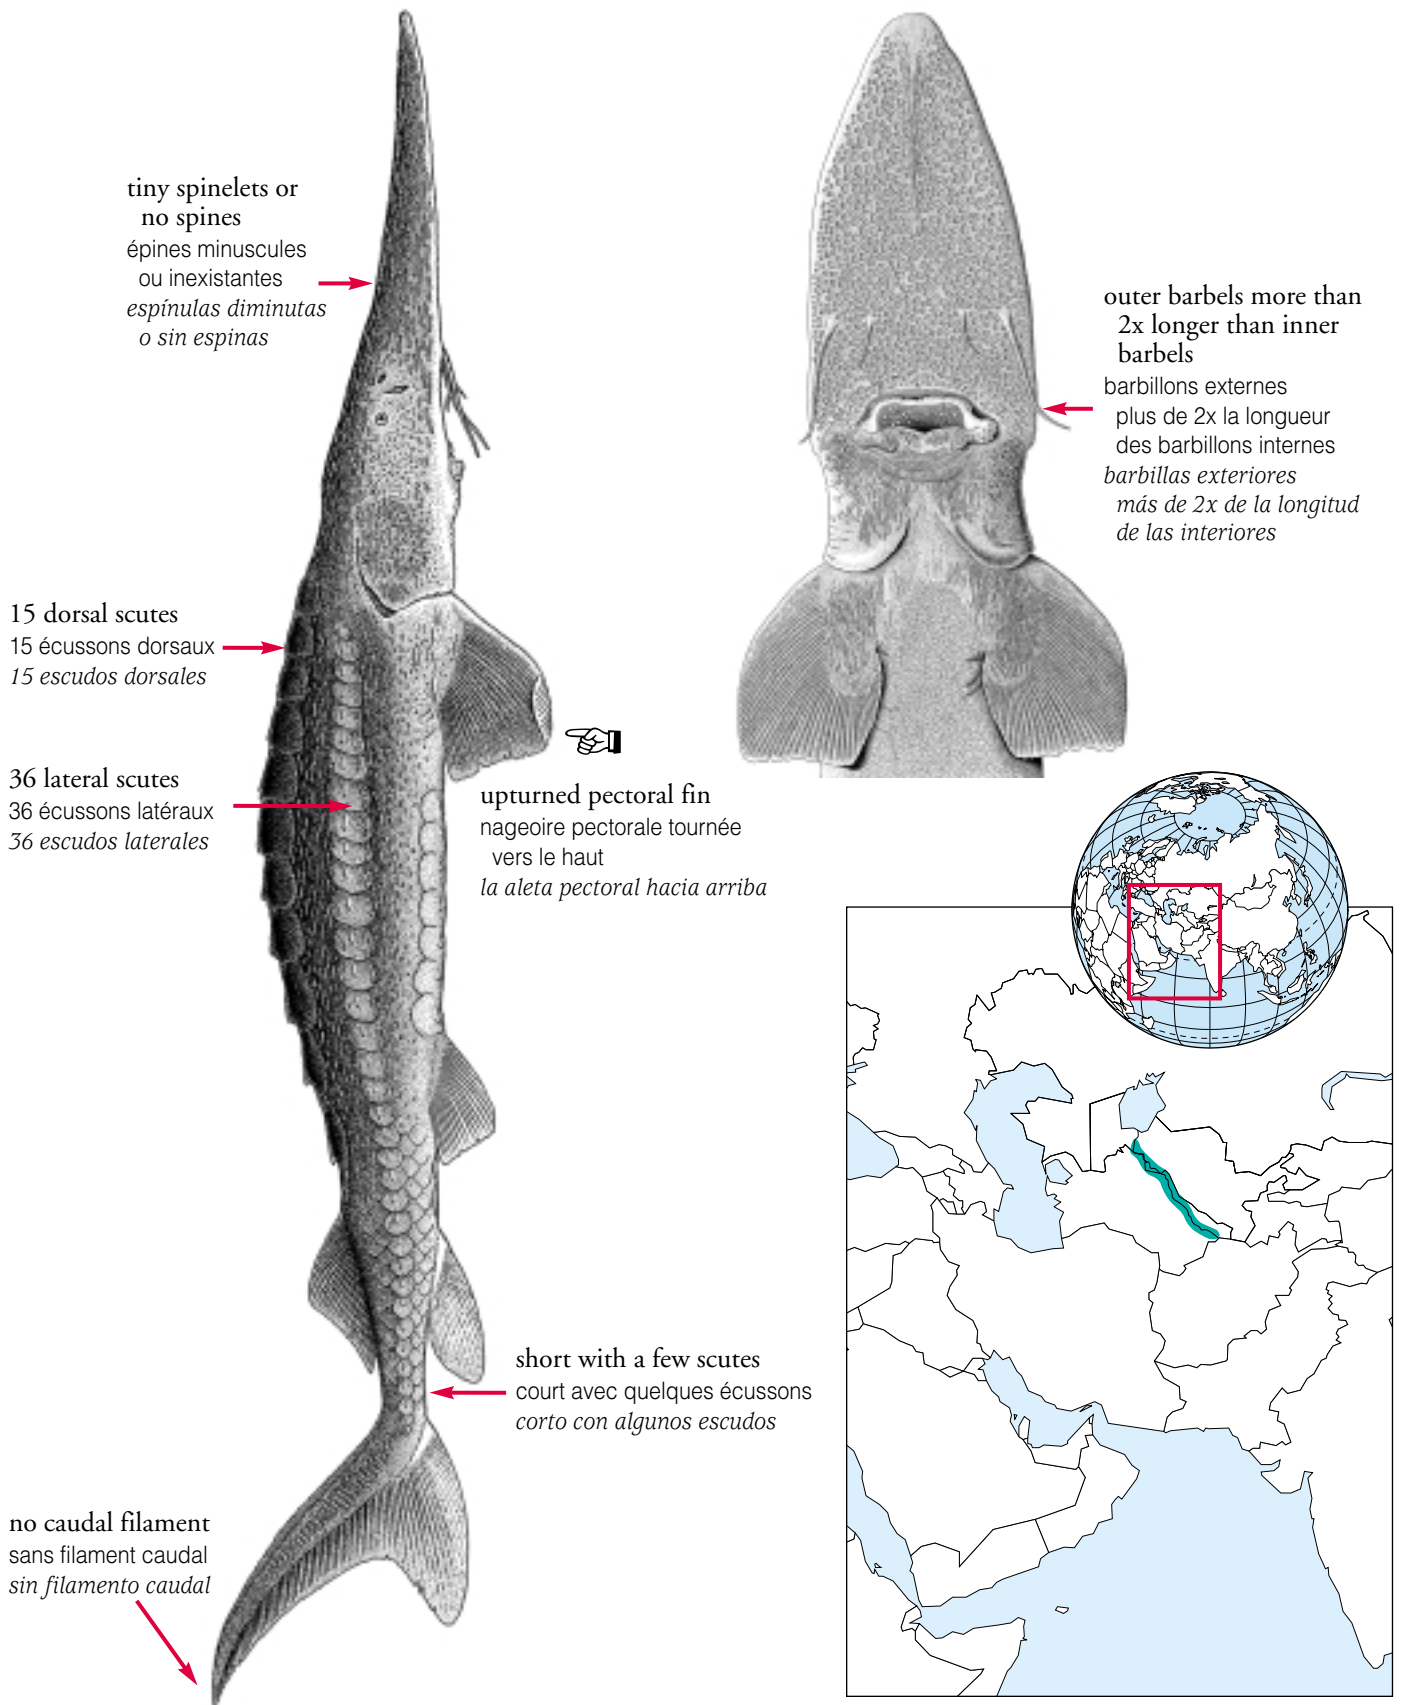 tiny spinelets or
no spines
épines minuscules
ou inexistantes
espínulas diminutas
o sin espinas
outer barbels more than
2x longer than inner
barbels
barbillons externes
plus de 2x la longueur
des barbillons internes
barbillas exteriores
más de 2x de la longitud
de las interiores
15 dorsal scutes
15 écussons dorsaux
15 escudos dorsales
36 lateral scutes
36 écussons latéraux
36 escudos laterales
upturned pectoral fin
nageoire pectorale tournée
vers le haut
la aleta pectoral hacia arriba
short with a few scutes
court avec quelques écussons
corto con algunos escudos
no caudal filament
sans filament caudal
sin filamento caudal